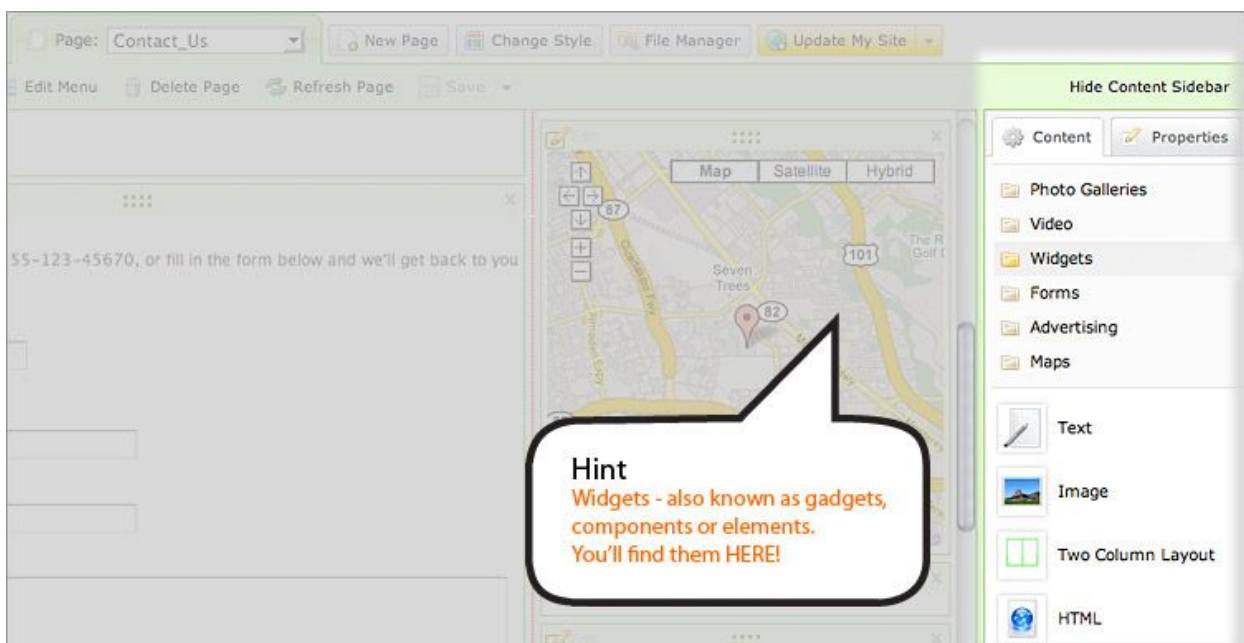 Page: Contact_Us New Page Change Style File Manager Update My Site
Edit Menu Delete Page Refresh Page Save
Hide Content Sidebar
Content Properties
Photo Galleries
Video
Widgets
Forms
Advertising
Maps
Text
Image
Two Column Layout
HTML
55-123-45670, or fill in the form below and we'll get back to you
Map Satellite Hybrid
87
101
The R
Golf
Seven
Trees
82
Hint
Widgets - also known as gadgets,
components or elements.
You'll find them HERE!